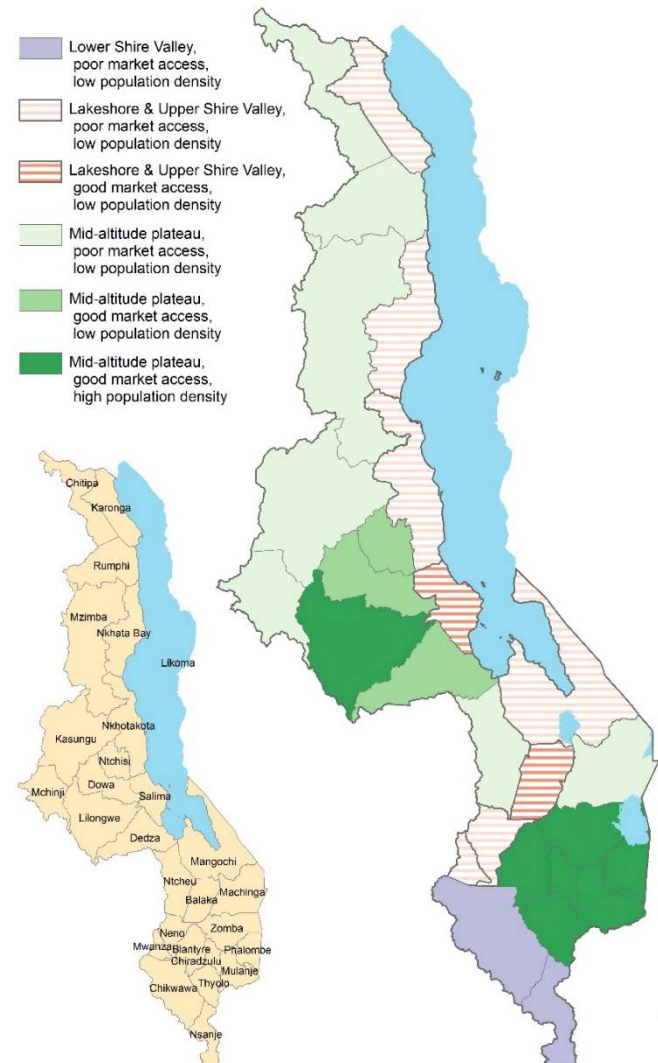 Lower Shire Valley,
poor market access,
low population density
Lakeshore & Upper Shire Valley,
poor market access,
low population density
Lakeshore & Upper Shire Valley,
good market access,
low population density
Mid-altitude plateau,
poor market access,
low population density
Mid-altitude plateau,
good market access,
low population density
Mid-altitude plateau,
good market access,
high population density
Chitipa
Karonga
Rumphi
Mzimba
Nkhata Bay
Likoma
Nkhotakota
Kasungu
Ntchisi
Mchinji
Dowa
Salima
Lilongwe
Dedza
Mangochi
Ntcheu
Machinga
Balaka
Neno
Zomba
Mwanza
Blantyre
Phalombe
Chiradzulu
Mulanje
Chikwawa
Thyolo
Nsanje